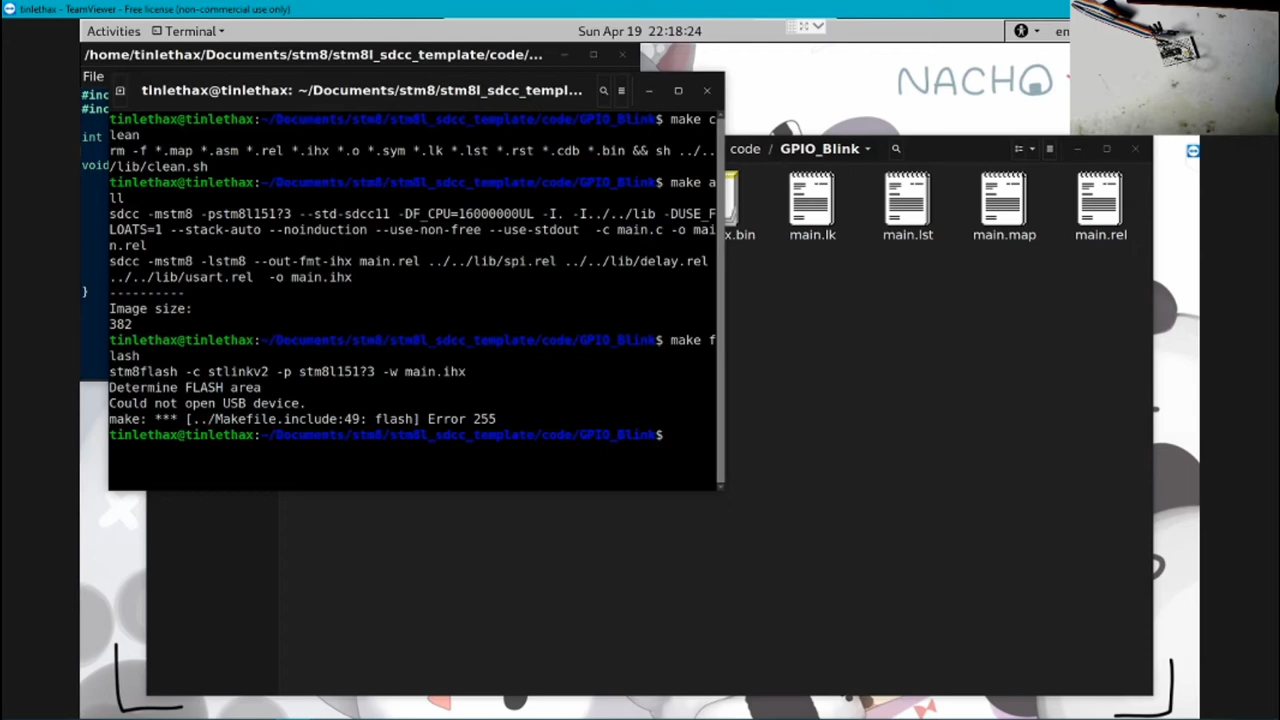 tinlethax - TeamViewer - Free license (non-commercial use only)
Activities Terminal Sun Apr 19 22:18:24 en
/home/tinlethax/Documents/stm8/stm8l_sdcc_template/code/...
File
#inc
#inc
int
void
}
tinlethax@tinlethax: ~/Documents/stm8/stm8l_sdcc_templ...
tinlethax@tinlethax:~/Documents/stm8/stm8l_sdcc_template/code/GPIO_Blink$ make c
lean
rm -f *.map *.asm *.rel *.ihx *.o *.sym *.lk *.lst *.rst *.cdb *.bin && sh ../..
/lib/clean.sh
tinlethax@tinlethax:~/Documents/stm8/stm8l_sdcc_template/code/GPIO_Blink$ make a
ll
sdcc -mstm8 -pstm8l151?3 --std-sdcc11 -DF_CPU=16000000UL -I. -I../../lib -DUSE_F
LOATS=1 --stack-auto --noinduction --use-non-free --use-stdout  -c main.c -o mai
n.rel
sdcc -mstm8 -lstm8 --out-fmt-ihx main.rel ../../lib/spi.rel ../../lib/delay.rel
../../lib/usart.rel  -o main.ihx
----------
Image size:
382
tinlethax@tinlethax:~/Documents/stm8/stm8l_sdcc_template/code/GPIO_Blink$ make f
lash
stm8flash -c stlinkv2 -p stm8l151?3 -w main.ihx
Determine FLASH area
Could not open USB device.
make: *** [../Makefile.include:49: flash] Error 255
tinlethax@tinlethax:~/Documents/stm8/stm8l_sdcc_template/code/GPIO_Blink$
NACHO
code / GPIO_Blink
x.bin main.lk main.lst main.map main.rel